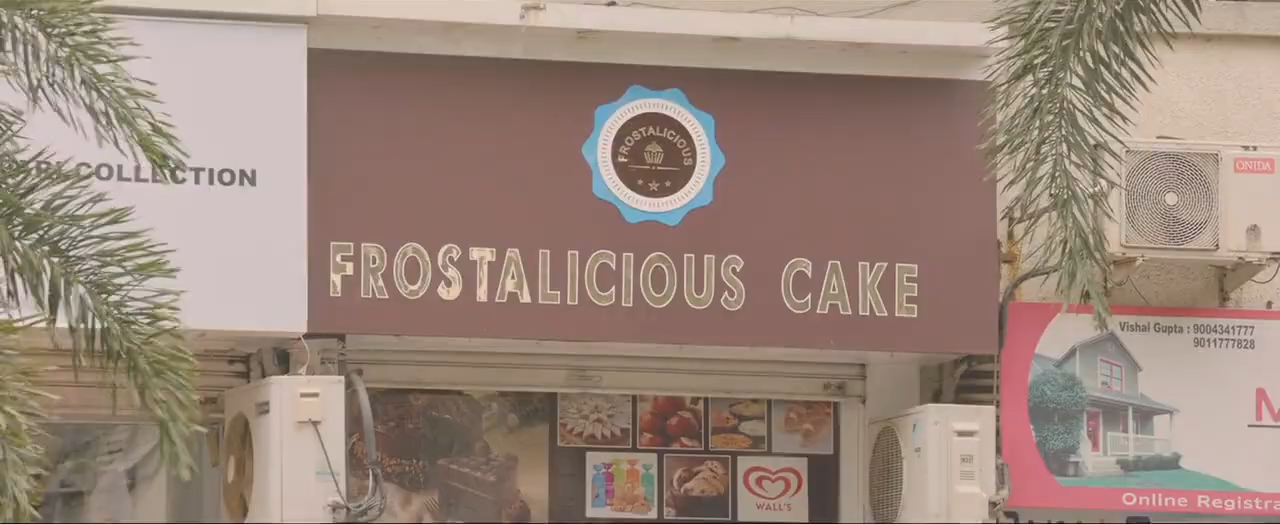 COLLECTION
FROSTALICIOUS
FROSTALICIOUS CAKE
ONIDA
Vishal Gupta : 9004341777
9011777828
M
WALL'S
Online Registra